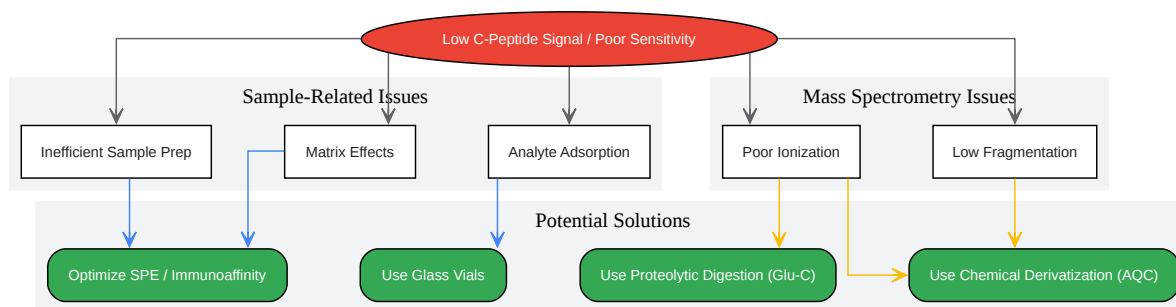 Low C-Peptide Signal / Poor Sensitivity
Sample-Related Issues
Mass Spectrometry Issues
Inefficient Sample Prep
Matrix Effects
Analyte Adsorption
Poor Ionization
Low Fragmentation
Potential Solutions
Optimize SPE / Immunoaffinity
Use Glass Vials
Use Proteolytic Digestion (Glu-C)
Use Chemical Derivatization (AQC)